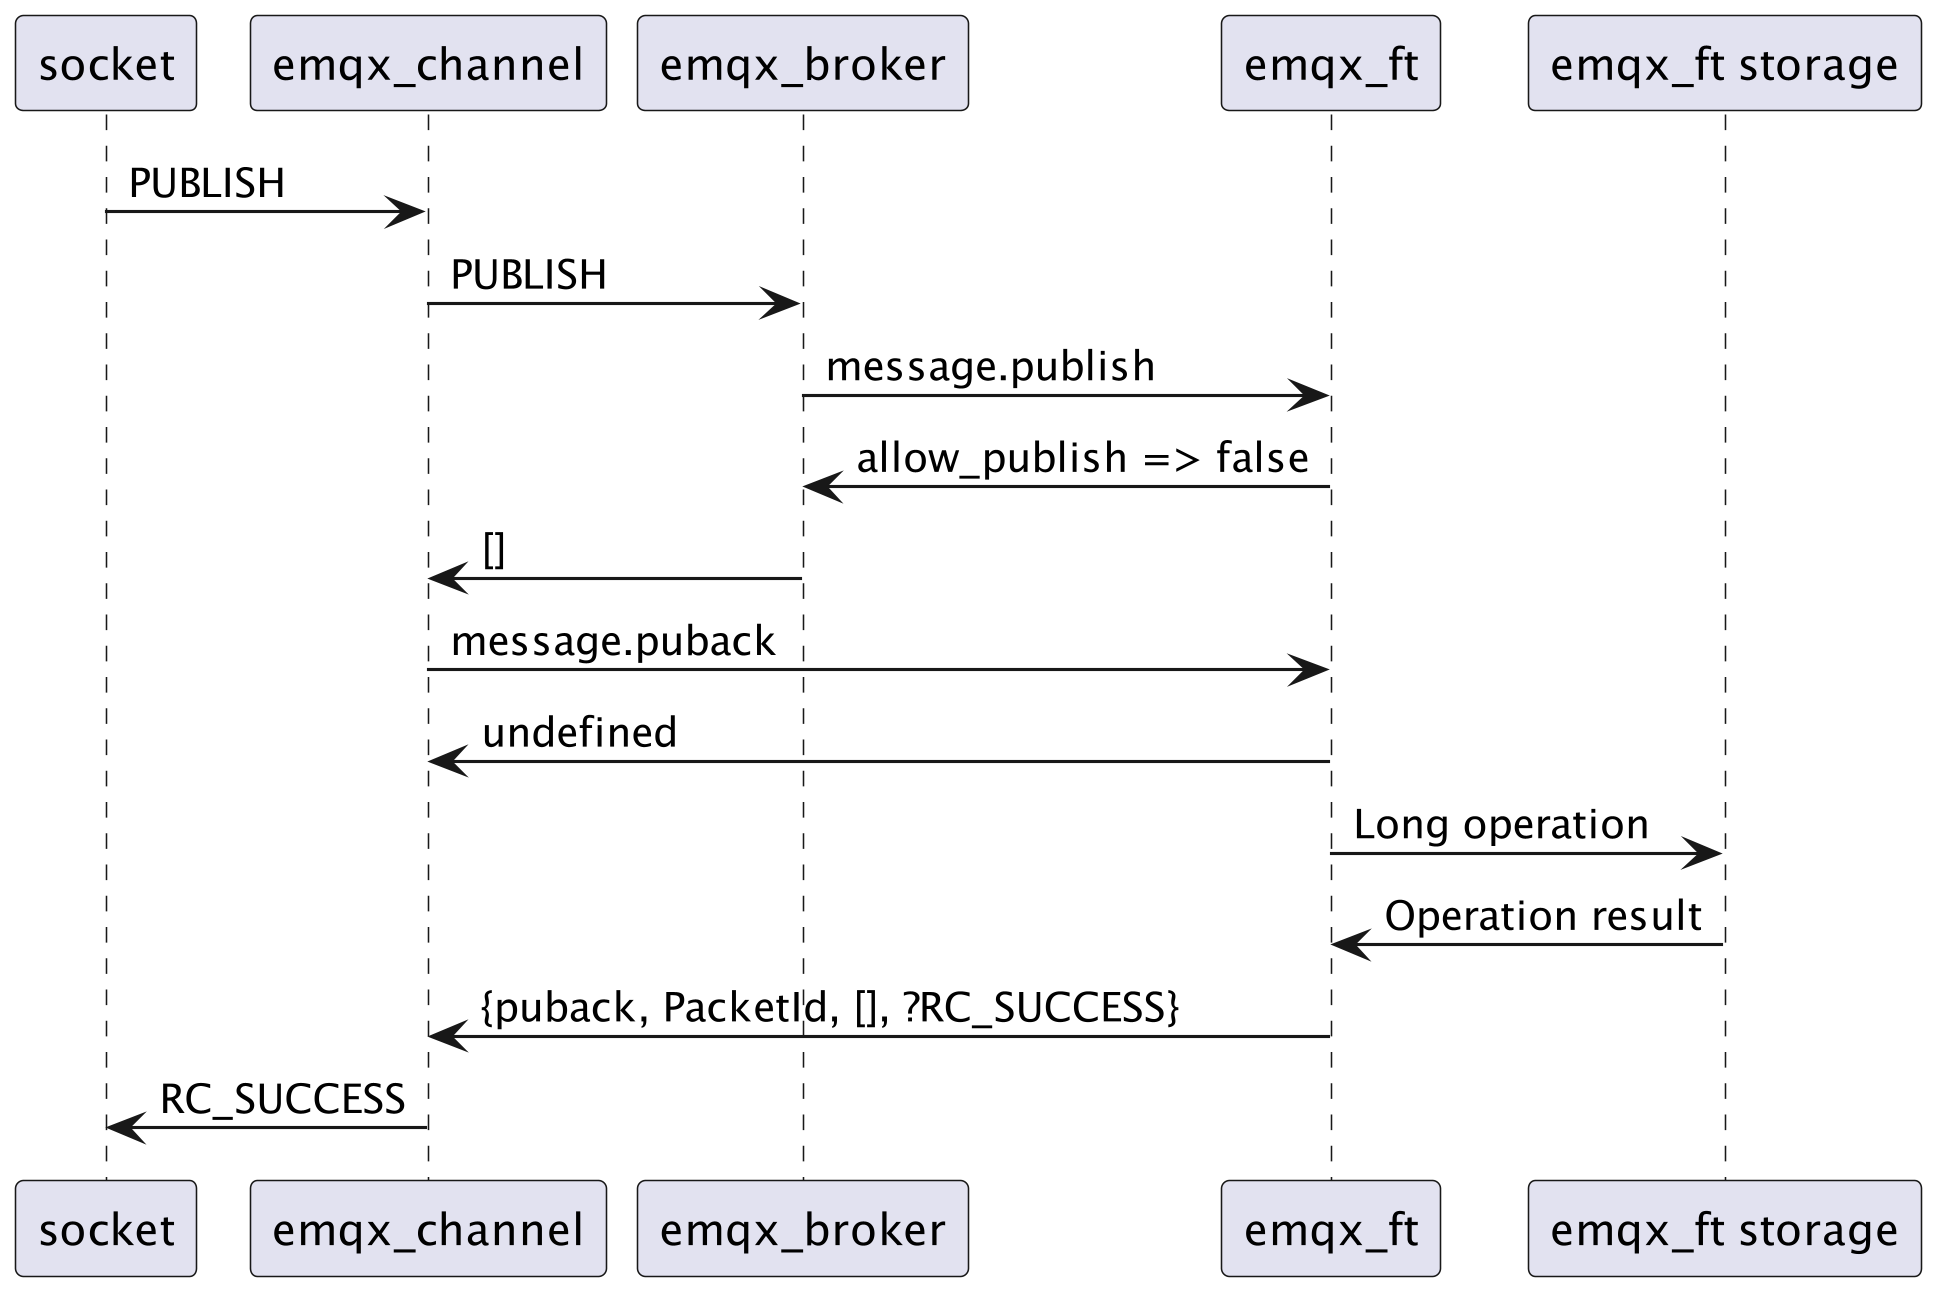 socket
emqx_channel
emqx_broker
emqx_ft
emqx_ft storage
PUBLISH
PUBLISH
message.publish
allow_publish => false
[]
message.puback
undefined
Long operation
Operation result
{puback, PacketId, [], ?RC_SUCCESS}
RC_SUCCESS
socket
emqx_channel
emqx_broker
emqx_ft
emqx_ft storage